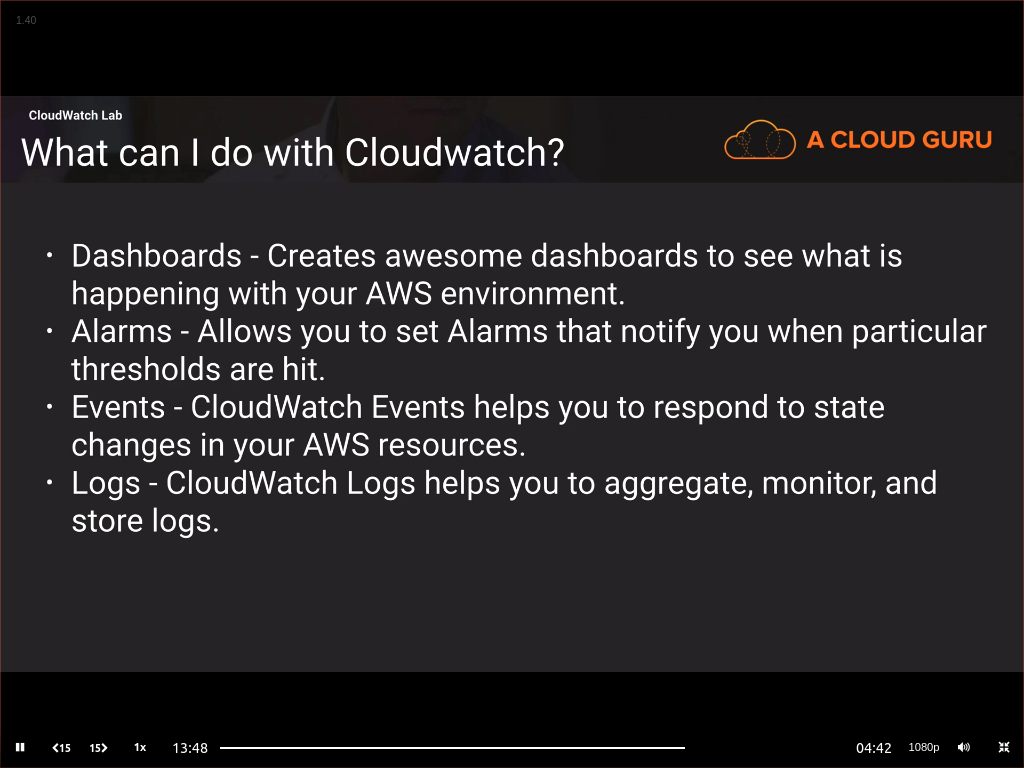 1.40
CloudWatch Lab
What can I do with Cloudwatch?
A CLOUD GURU
• Dashboards - Creates awesome dashboards to see what is
happening with your AWS environment.
• Alarms - Allows you to set Alarms that notify you when particular
thresholds are hit.
• Events - CloudWatch Events helps you to respond to state
changes in your AWS resources.
• Logs - CloudWatch Logs helps you to aggregate, monitor, and
store logs.
15 15 1x 13:48 04:42 1080p